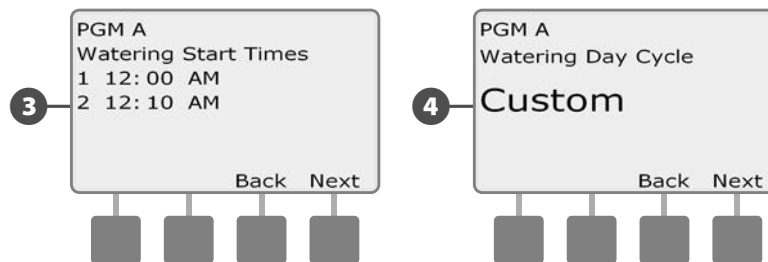 3
PGM A
Watering Start Times
1 12:00 AM
2 12:10 AM
Back Next
4
PGM A
Watering Day Cycle
Custom
Back Next